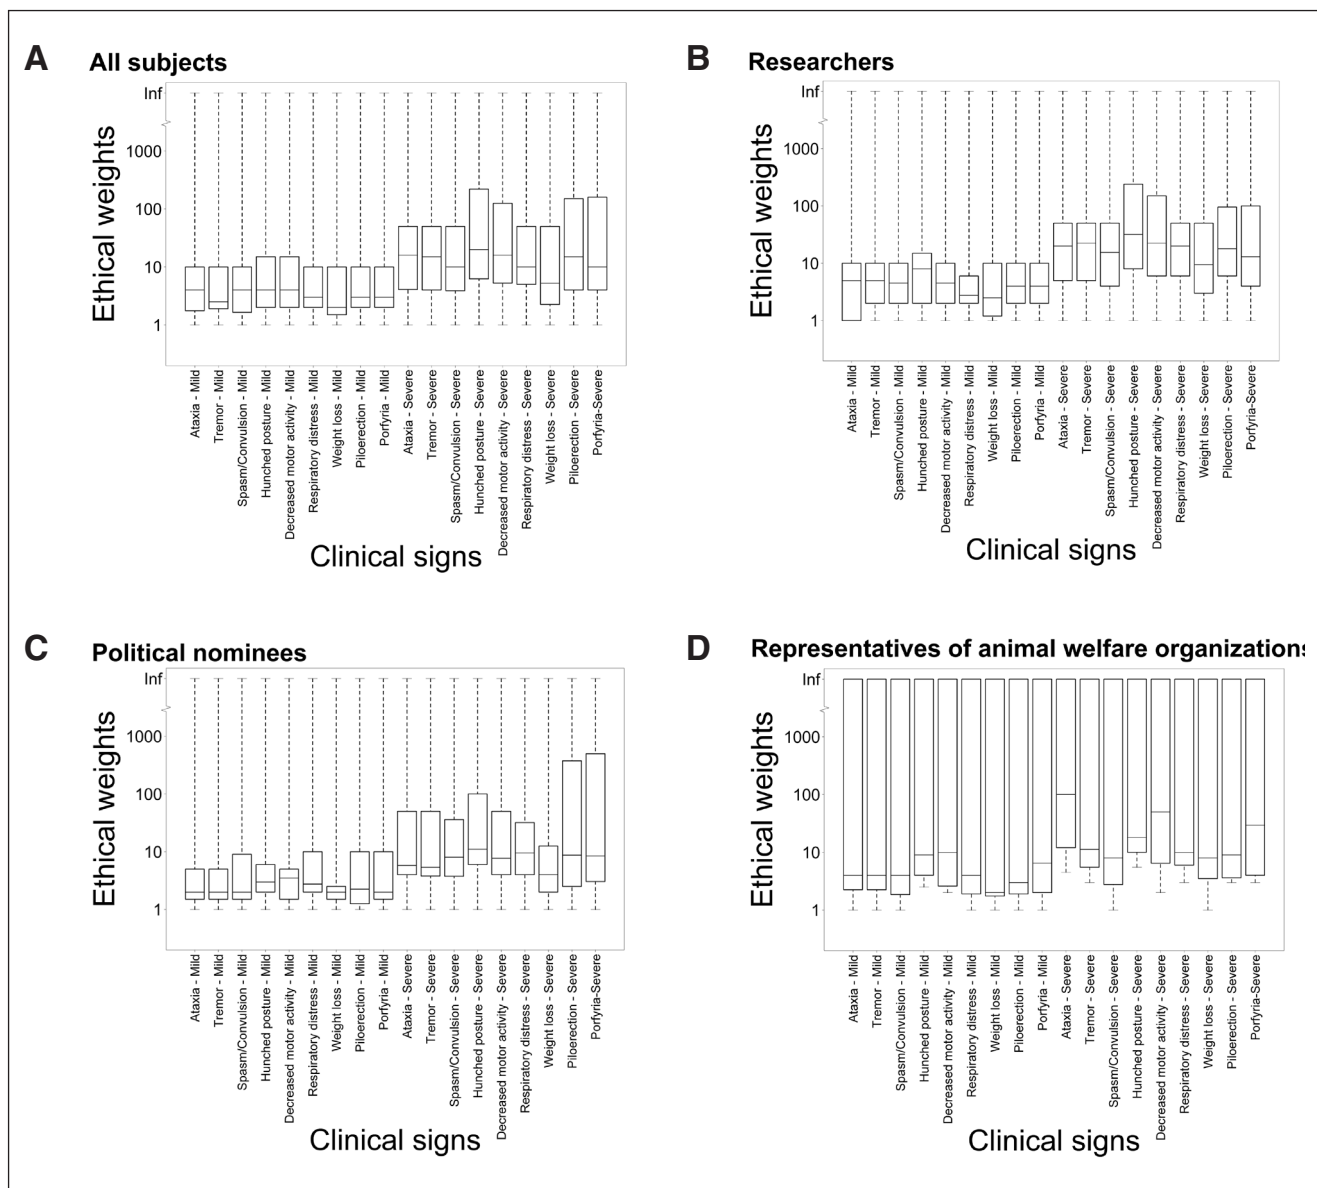 A All subjects
Inf
1000
100
10
1
Ethical weights
Ataxia - Mild
Tremor - Mild
Spasm/Convulsion - Mild
Hunched posture - Mild
Decreased motor activity - Mild
Respiratory distress - Mild
Weight loss - Mild
Piloerection - Mild
Porfyria - Mild
Ataxia - Severe
Tremor - Severe
Spasm/Convulsion - Severe
Hunched posture - Severe
Decreased motor activity - Severe
Respiratory distress - Severe
Weight loss - Severe
Piloerection - Severe
Porfyria-Severe
Clinical signs
B Researchers
Inf
1000
100
10
1
Ethical weights
Ataxia - Mild
Tremor - Mild
Spasm/Convulsion - Mild
Hunched posture - Mild
Decreased motor activity - Mild
Respiratory distress - Mild
Weight loss - Mild
Piloerection - Mild
Porfyria - Mild
Ataxia - Severe
Tremor - Severe
Spasm/Convulsion - Severe
Hunched posture - Severe
Decreased motor activity - Severe
Respiratory distress - Severe
Weight loss - Severe
Piloerection - Severe
Porfyria-Severe
Clinical signs
C Political nominees
Inf
1000
100
10
1
Ethical weights
Ataxia - Mild
Tremor - Mild
Spasm/Convulsion - Mild
Hunched posture - Mild
Decreased motor activity - Mild
Respiratory distress - Mild
Weight loss - Mild
Piloerection - Mild
Porfyria - Mild
Ataxia - Severe
Tremor - Severe
Spasm/Convulsion - Severe
Hunched posture - Severe
Decreased motor activity - Severe
Respiratory distress - Severe
Weight loss - Severe
Piloerection - Severe
Porfyria-Severe
Clinical signs
D Representatives of animal welfare organizations
Inf
1000
100
10
1
Ethical weights
Ataxia - Mild
Tremor - Mild
Spasm/Convulsion - Mild
Hunched posture - Mild
Decreased motor activity - Mild
Respiratory distress - Mild
Weight loss - Mild
Piloerection - Mild
Porfyria - Mild
Ataxia - Severe
Tremor - Severe
Spasm/Convulsion - Severe
Hunched posture - Severe
Decreased motor activity - Severe
Respiratory distress - Severe
Weight loss - Severe
Piloerection - Severe
Porfyria-Severe
Clinical signs